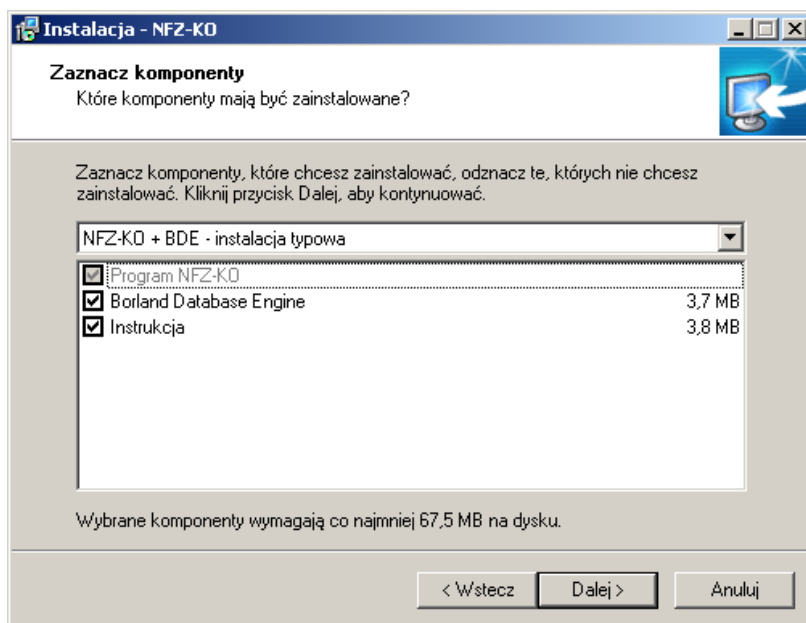 Instalacja - NFZ-KO
Zaznacz komponenty
Które komponenty mają być zainstalowane?
Zaznacz komponenty, które chcesz zainstalować, odznacz te, których nie chcesz
zainstalować. Kliknij przycisk Dalej, aby kontynuować.
NFZ-KO + BDE - instalacja typowa
Program NFZ-KO
Borland Database Engine 3,7 MB
Instrukcja 3,8 MB
Wybrane komponenty wymagają co najmniej 67,5 MB na dysku.
< Wstecz Dalej > Anuluj